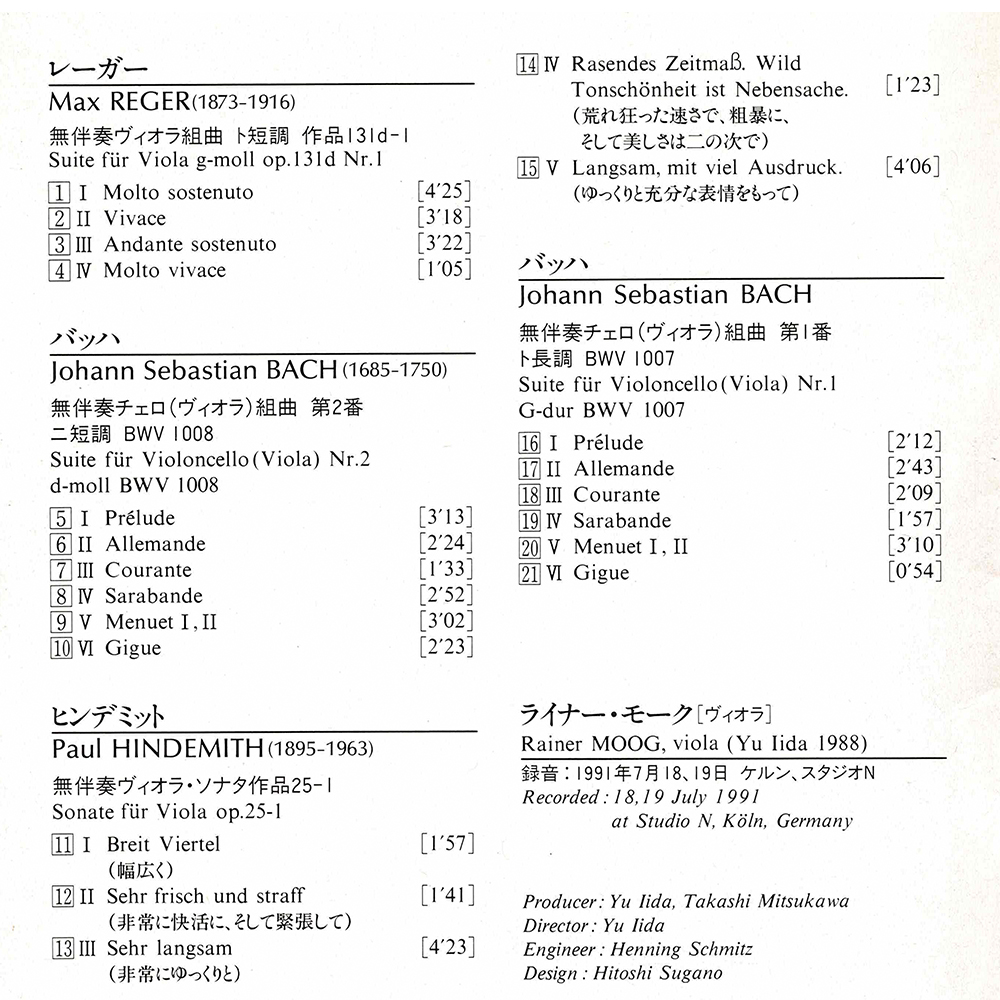 レーガー
Max REGER(1873-1916)
無伴奏ヴィオラ組曲 ト短調 作品131d-1
Suite für Viola g-moll op.131d Nr.1
1 I Molto sostenuto [4′25]
2 II Vivace [3′18]
3 III Andante sostenuto [3′22]
4 IV Molto vivace [1′05]
バッハ
Johann Sebastian BACH(1685-1750)
無伴奏チェロ(ヴィオラ)組曲 第2番
ニ短調 BWV 1008
Suite für Violoncello(Viola) Nr.2
d-moll BWV 1008
5 I Prélude [3′13]
6 II Allemande [2′24]
7 III Courante [1′33]
8 IV Sarabande [2′52]
9 V Menuet I, II [3′02]
10 VI Gigue [2′23]
ヒンデミット
Paul HINDEMITH(1895-1963)
無伴奏ヴィオラ・ソナタ作品25-1
Sonate für Viola op.25-1
11 I Breit Viertel [1′57]
(幅広く)
12 II Sehr frisch und straff [1′41]
(非常に快活に、そして緊張して)
13 III Sehr langsam [4′23]
(非常にゆっくりと)
14 IV Rasendes Zeitmaß. Wild
Tonschönheit ist Nebensache. [1′23]
(荒れ狂った速さで、粗暴に、
そして美しさは二の次で)
15 V Langsam, mit viel Ausdruck. [4′06]
(ゆっくりと充分な表情をもって)
バッハ
Johann Sebastian BACH
無伴奏チェロ(ヴィオラ)組曲 第1番
ト長調 BWV 1007
Suite für Violoncello(Viola) Nr.1
G-dur BWV 1007
16 I Prélude [2′12]
17 II Allemande [2′43]
18 III Courante [2′09]
19 IV Sarabande [1′57]
20 V Menuet I, II [3′10]
21 VI Gigue [0′54]
ライナー・モーク[ヴィオラ]
Rainer MOOG, viola (Yu Iida 1988)
録音:1991年7月18、19日 ケルン、スタジオN
Recorded: 18,19 July 1991
at Studio N, Köln, Germany
Producer: Yu Iida, Takashi Mitsukawa
Director: Yu Iida
Engineer: Henning Schmitz
Design: Hitoshi Sugano